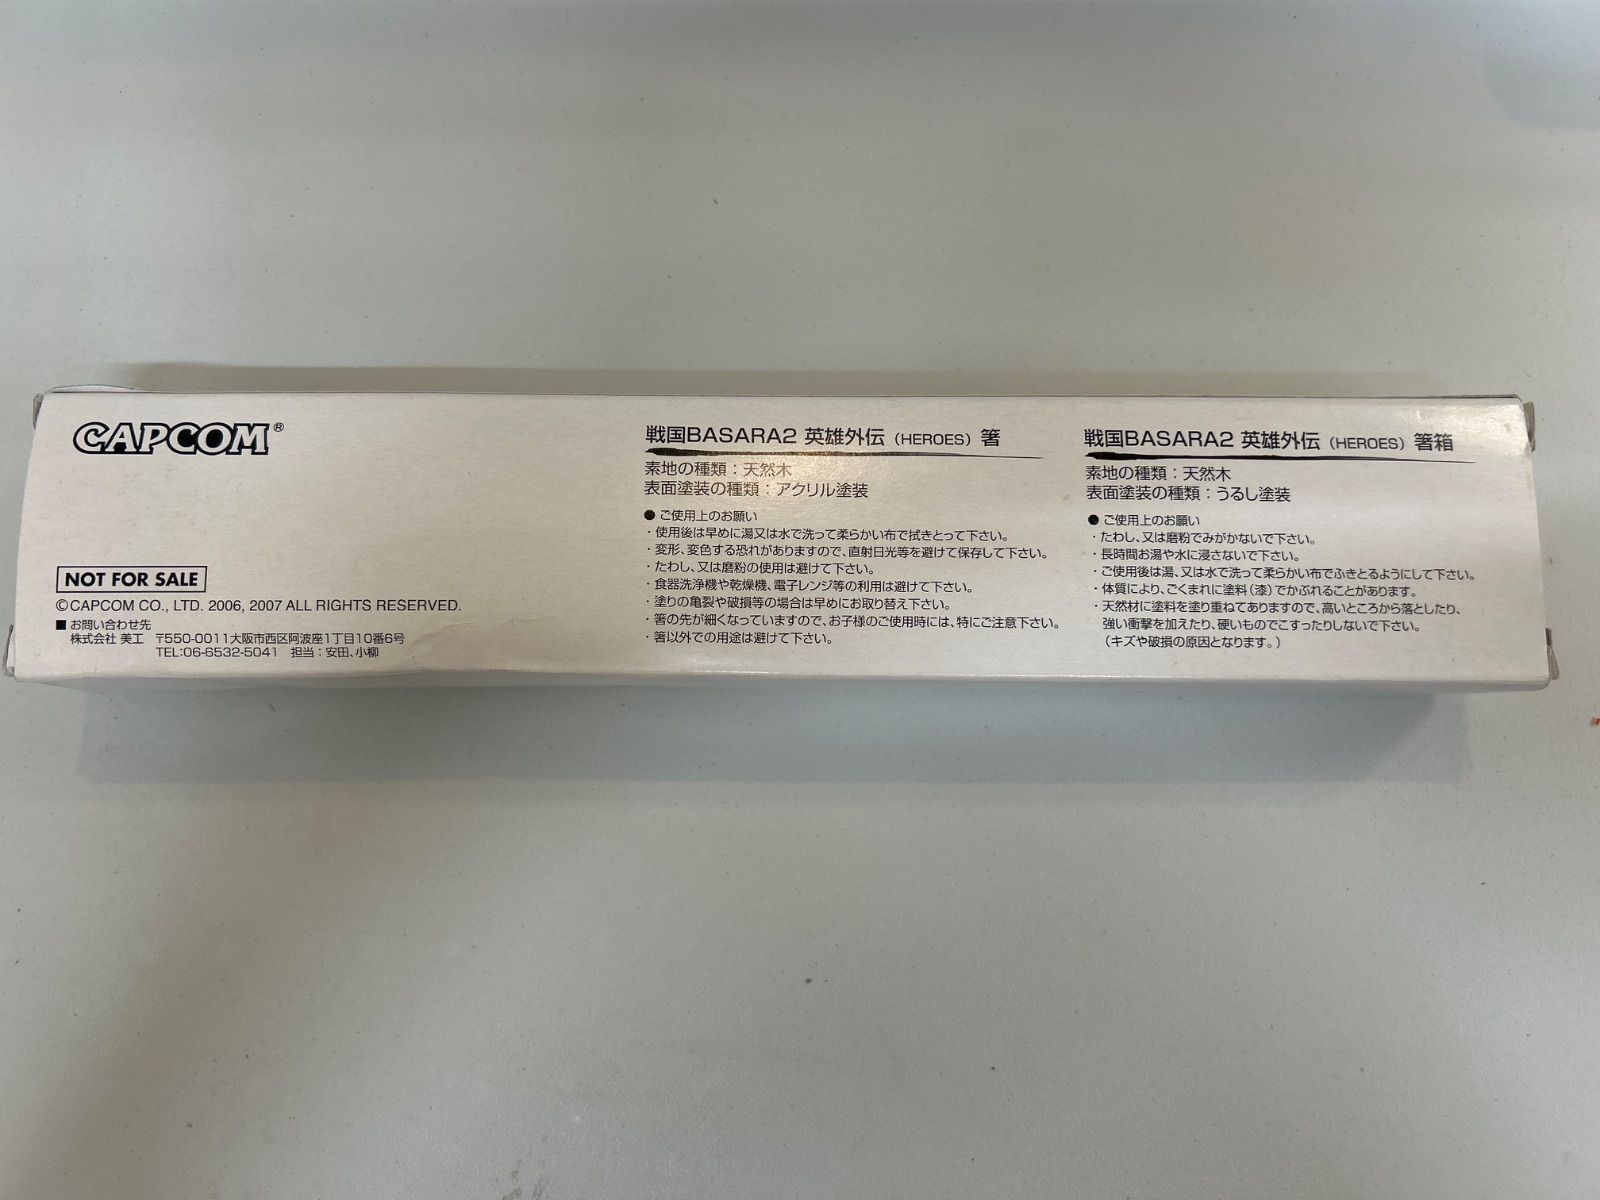 CAPCOM®
NOT FOR SALE
©CAPCOM CO., LTD. 2006, 2007 ALL RIGHTS RESERVED.
■ お問い合わせ先
株式会社 美工 〒550-0011大阪市西区阿波座1丁目10番6号
TEL:06-6532-5041 担当：安田、小柳
戦国BASARA2 英雄外伝（HEROES）箸
素地の種類：天然木
表面塗装の種類：アクリル塗装
● ご使用上のお願い
・使用後は早めに湯又は水で洗って柔らかい布で拭きとって下さい。
・変形、変色する恐れがありますので、直射日光等を避けて保存して下さい。
・たわし、又は磨粉の使用は避けて下さい。
・食器洗浄機や乾燥機、電子レンジ等の利用は避けて下さい。
・塗りの亀裂や破損等の場合は早めにお取り替え下さい。
・箸の先が細くなっていますので、お子様のご使用時には、特にご注意下さい。
・箸以外での用途は避けて下さい。
戦国BASARA2 英雄外伝（HEROES）箸箱
素地の種類：天然木
表面塗装の種類：うるし塗装
● ご使用上のお願い
・たわし、又は磨粉でみがかないで下さい。
・長時間お湯や水に浸さないで下さい。
・ご使用後は湯、又は水で洗って柔らかい布でふきとるようにして下さい。
・体質により、ごくまれに塗料（漆）でかぶれることがあります。
・天然材に塗料を塗り重ねてありますので、高いところから落としたり、
強い衝撃を加えたり、硬いものでこすったりしないで下さい。
（キズや破損の原因となります。）